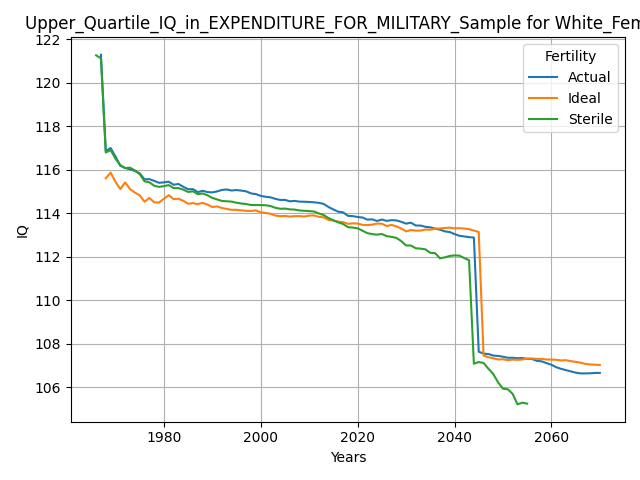 Upper_Quartile_IQ_in_EXPENDITURE_FOR_MILITARY_Sample for White_Fem
122
120
118
116
114
112
110
108
106
IQ
Fertility
Actual
Ideal
Sterile
1980 2000 2020 2040 2060
Years